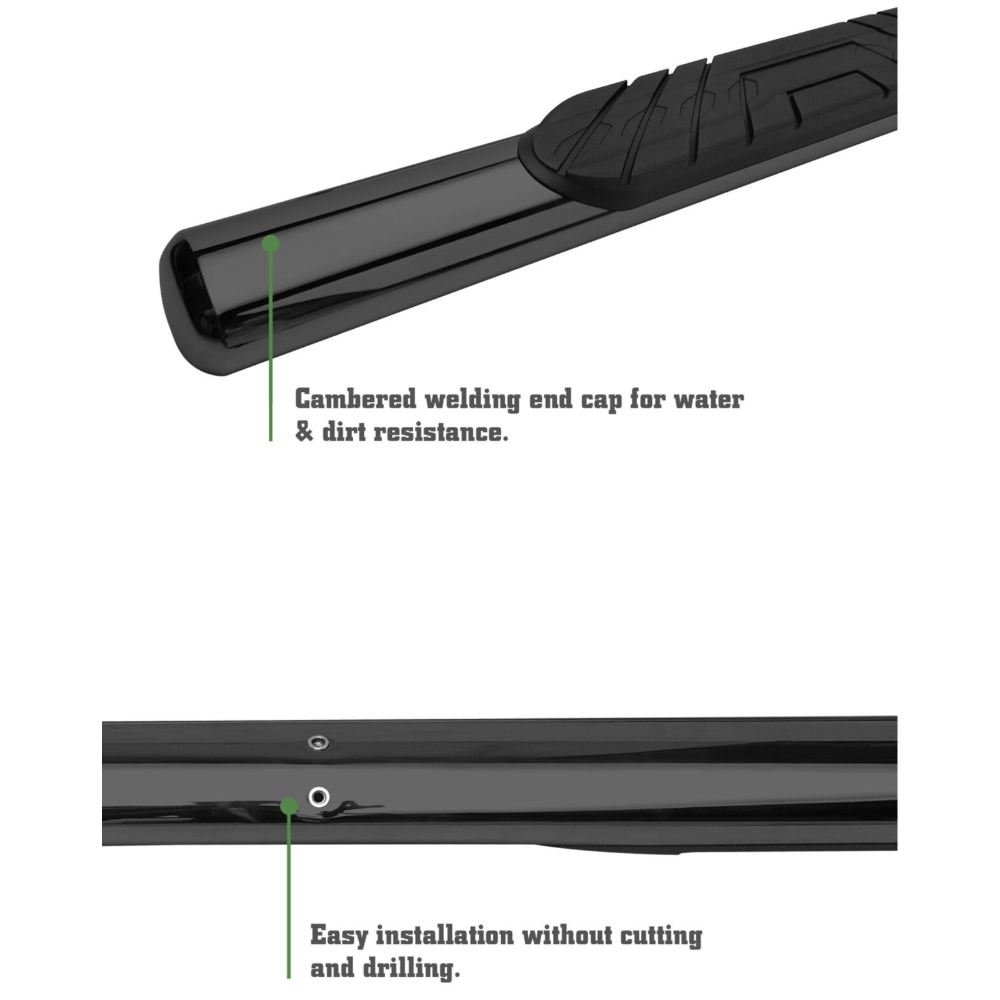 Cambered welding end cap for water
& dirt resistance.
Easy installation without cutting
and drilling.